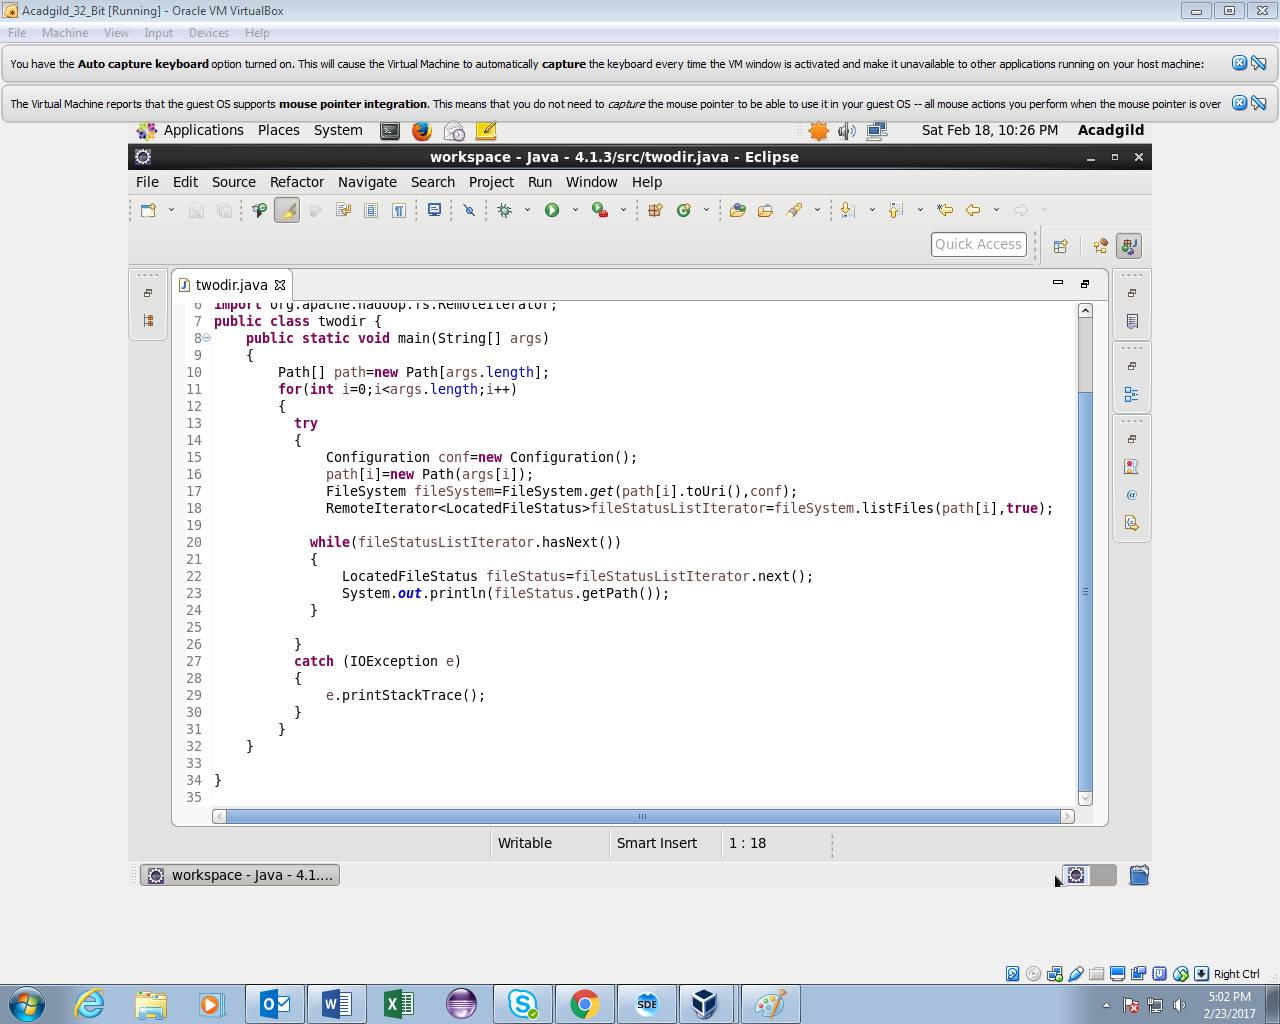 Acadgild_32_Bit [Running] - Oracle VM VirtualBox
File Machine View Input Devices Help
You have the Auto capture keyboard option turned on. This will cause the Virtual Machine to automatically capture the keyboard every time the VM window is activated and make it unavailable to other applications running on your host machine:
The Virtual Machine reports that the guest OS supports mouse pointer integration. This means that you do not need to capture the mouse pointer to be able to use it in your guest OS -- all mouse actions you perform when the mouse pointer is over
Applications Places System Sat Feb 18, 10:26 PM Acadgild
workspace - Java - 4.1.3/src/twodir.java - Eclipse
File Edit Source Refactor Navigate Search Project Run Window Help
Quick Access
twodir.java
6 import org.apache.hadoop.fs.RemoteIterator;
7 public class twodir {
8 public static void main(String[] args)
9 {
10 Path[] path=new Path[args.length];
11 for(int i=0;i<args.length;i++)
12 {
13 try
14 {
15 Configuration conf=new Configuration();
16 path[i]=new Path(args[i]);
17 FileSystem fileSystem=FileSystem.get(path[i].toUri(),conf);
18 RemoteIterator<LocatedFileStatus>fileStatusListIterator=fileSystem.listFiles(path[i],true);
19
20 while(fileStatusListIterator.hasNext())
21 {
22 LocatedFileStatus fileStatus=fileStatusListIterator.next();
23 System.out.println(fileStatus.getPath());
24 }
25
26 }
27 catch (IOException e)
28 {
29 e.printStackTrace();
30 }
31 }
32 }
33
34 }
35
Writable Smart Insert 1 : 18
workspace - Java - 4.1....
Right Ctrl
SDE
5:02 PM
2/23/2017